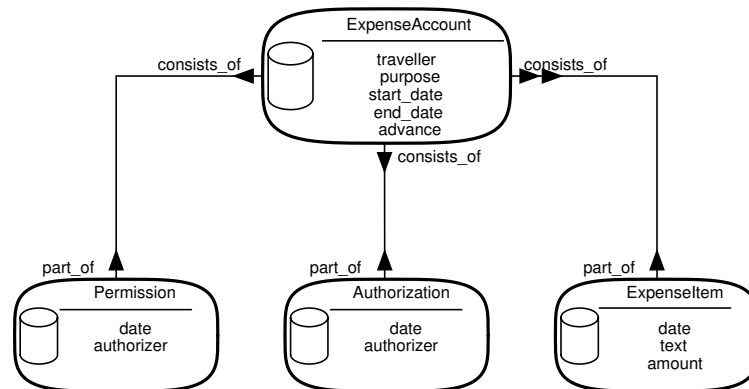 ExpenseAccount
traveller
purpose
start_date
end_date
advance
consists_of
consists_of
consists_of
part_of
part_of
part_of
Permission
date
authorizer
Authorization
date
authorizer
ExpenseItem
date
text
amount